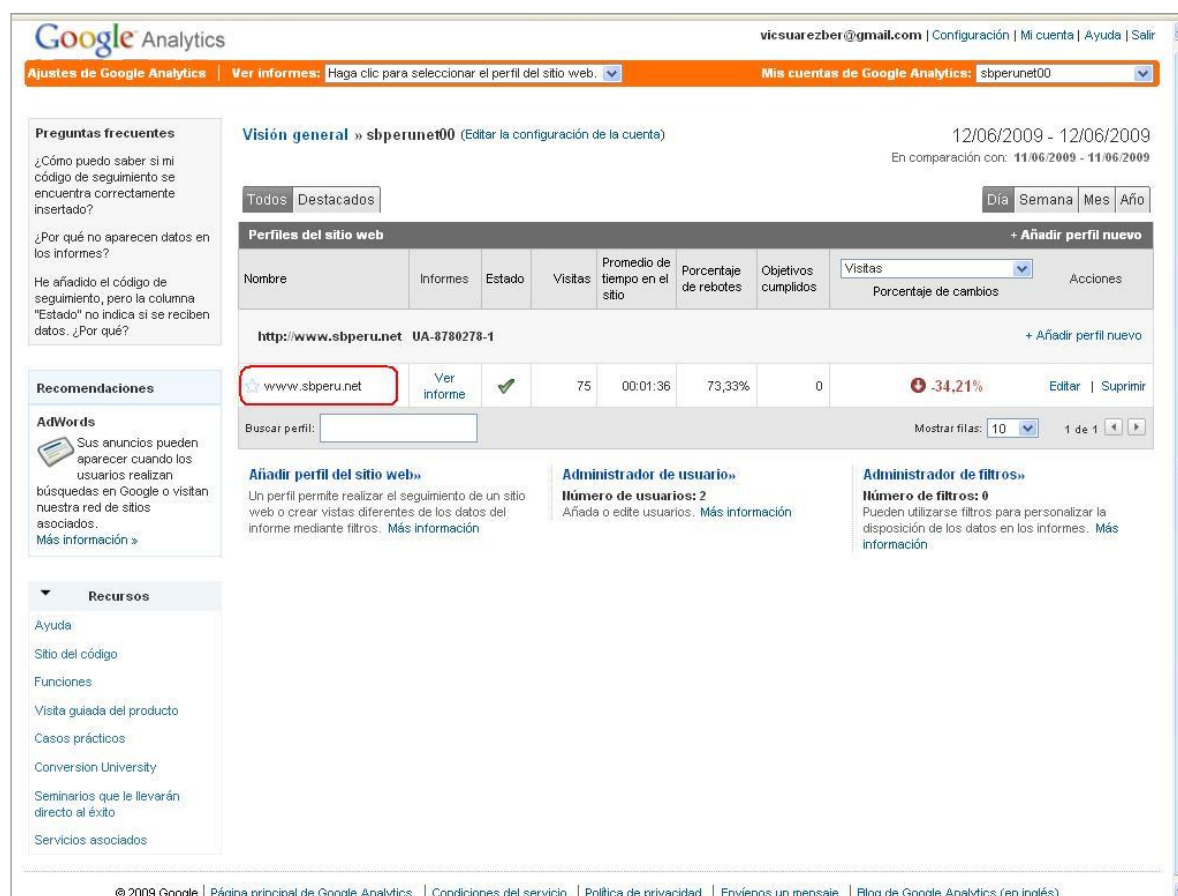 Google Analytics
vicsuarezber@gmail.com | Configuración | Mi cuenta | Ayuda | Salir
Ajustes de Google Analytics | Ver informes: Haga clic para seleccionar el perfil del sitio web.
Mis cuentas de Google Analytics: sbperunet00
Preguntas frecuentes
¿Cómo puedo saber si mi
código de seguimiento se
encuentra correctamente
insertado?
¿Por qué no aparecen datos en
los informes?
He añadido el código de
seguimiento, pero la columna
"Estado" no indica si se reciben
datos. ¿Por qué?
Recomendaciones
AdWords
Sus anuncios pueden
aparecer cuando los
usuarios realizan
búsquedas en Google o visitan
nuestra red de sitios
asociados.
Más información »
Recursos
Ayuda
Sitio del código
Funciones
Visita guiada del producto
Casos prácticos
Conversion University
Seminarios que le llevarán
directo al éxito
Servicios asociados
Visión general » sbperunet00 (Editar la configuración de la cuenta)
12/06/2009 - 12/06/2009
En comparación con: 11/06/2009 - 11/06/2009
Todos Destacados
Día Semana Mes Año
Perfiles del sitio web
+ Añadir perfil nuevo
Nombre
Informes
Estado
Visitas
Promedio de
tiempo en el
sitio
Porcentaje
de rebotes
Objetivos
cumplidos
Visitas
Porcentaje de cambios
Acciones
http://www.sbperu.net UA-8780278-1
+ Añadir perfil nuevo
www.sbperu.net
Ver
informe
75
00:01:36
73,33%
0
-34,21%
Editar | Suprimir
Buscar perfil:
Mostrar filas: 10
1 de 1
Añadir perfil del sitio web»
Un perfil permite realizar el seguimiento de un sitio
web o crear vistas diferentes de los datos del
informe mediante filtros. Más información
Administrador de usuario»
Número de usuarios: 2
Añada o edite usuarios. Más información
Administrador de filtros»
Número de filtros: 0
Pueden utilizarse filtros para personalizar la
disposición de los datos en los informes. Más
información
© 2009 Google | Página principal de Google Analytics | Condiciones del servicio | Política de privacidad | Envíenos un mensaje | Blog de Google Analytics (en inglés)